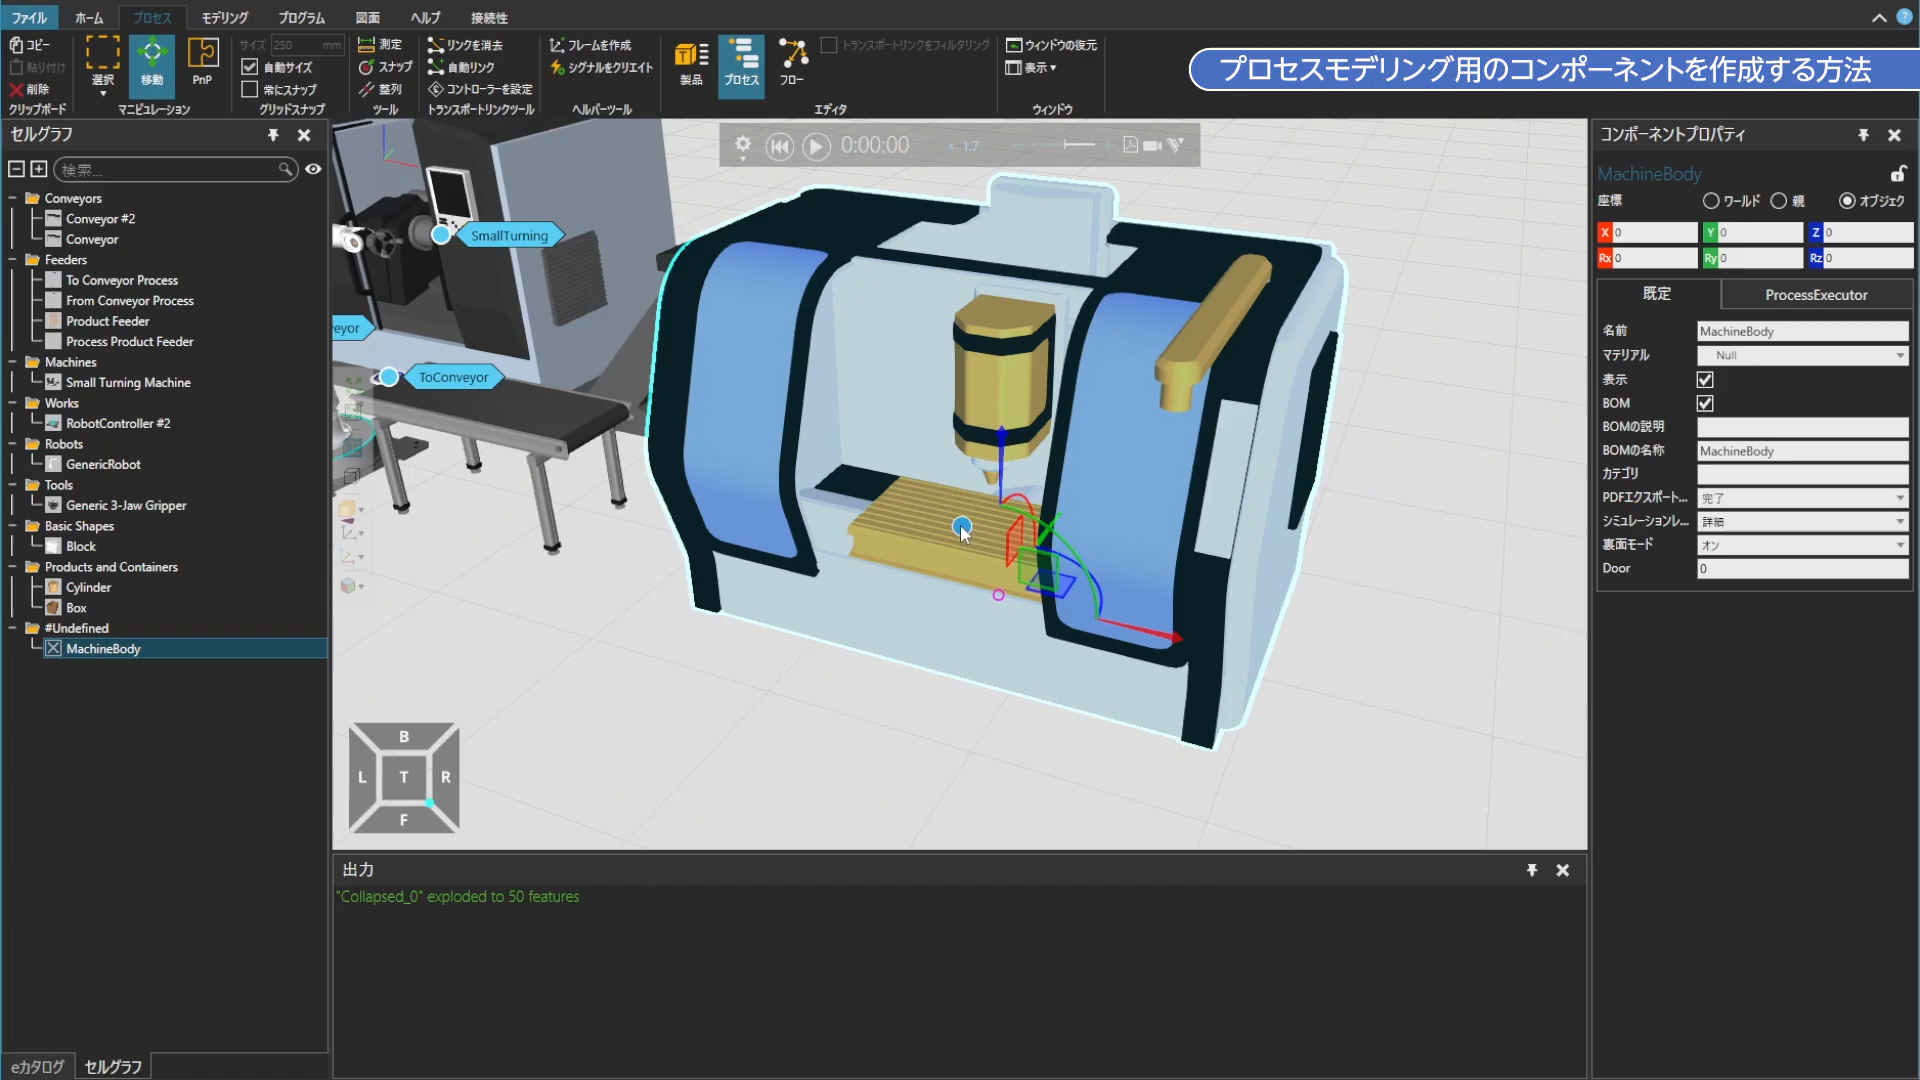 ファイル
ホーム
プロセス
モデリング
プログラム
図面
ヘルプ
接続性
コピー
貼り付け
削除
クリップボード
選択
移動
PnP
マニピュレーション
サイズ 250 mm
自動サイズ
常にスナップ
グリッドスナップ
測定
スナップ
整列
ツール
リンクを消去
自動リンク
コントローラーを設定
トランスポートリンクツール
フレームを作成
シグナルをクリエイト
ヘルパーツール
製品
プロセス
フロー
トランスポートリンクをフィルタリング
エディタ
ウィンドウの復元
表示
ウィンドウ
プロセスモデリング用のコンポーネントを作成する方法
セルグラフ
検索...
Conveyors
Conveyor #2
Conveyor
Feeders
To Conveyor Process
From Conveyor Process
Product Feeder
Process Product Feeder
Machines
Small Turning Machine
Works
RobotController #2
Robots
GenericRobot
Tools
Generic 3-Jaw Gripper
Basic Shapes
Block
Products and Containers
Cylinder
Box
#Undefined
MachineBody
eカタログ
セルグラフ
0:00:00
x 1.7
SmallTurning
eyor
ToConveyor
B
L T R
F
出力
"Collapsed_0" exploded to 50 features
コンポーネントプロパティ
MachineBody
座標 ワールド 親 オブジェク
X 0 Y 0 Z 0
Rx 0 Ry 0 Rz 0
既定 ProcessExecutor
名前 MachineBody
マテリアル Null
表示
BOM
BOMの説明
BOMの名称 MachineBody
カテゴリ
PDFエクスポート... 完了
シミュレーションレ... 詳細
裏面モード オン
Door 0